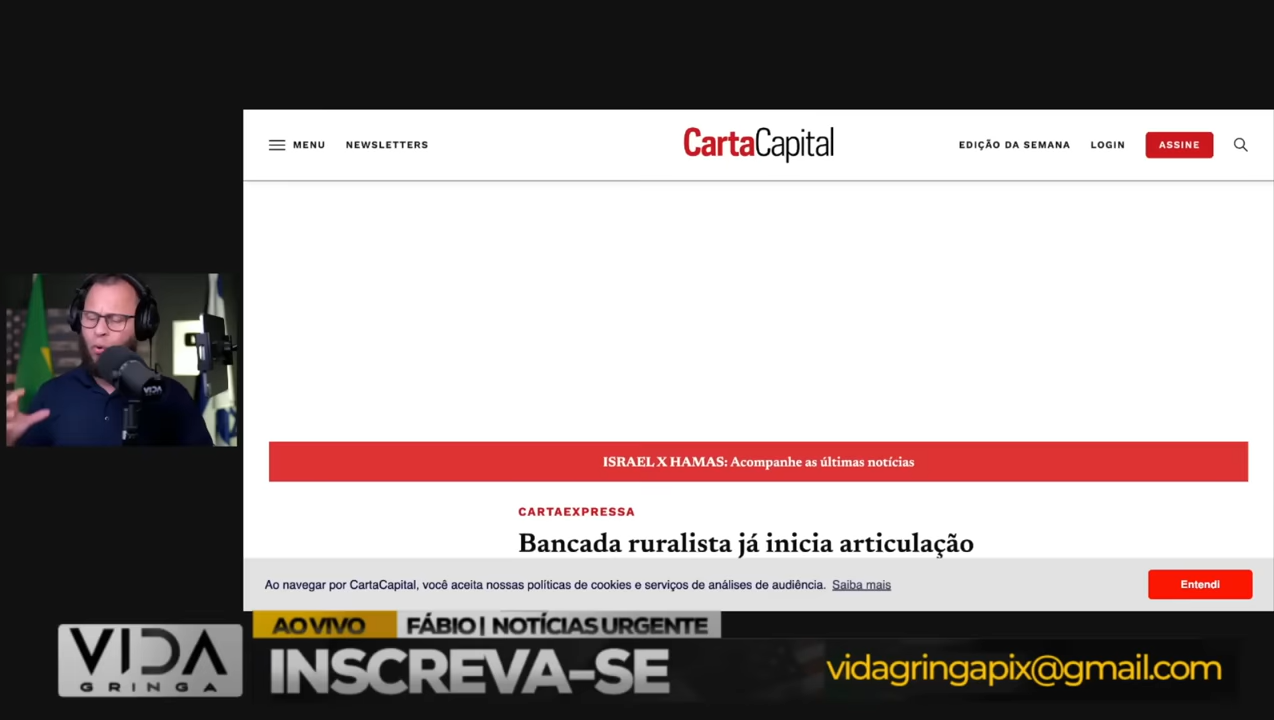 MENU
NEWSLETTERS
CartaCapital
EDIÇÃO DA SEMANA
LOGIN
ASSINE
ISRAEL X HAMAS: Acompanhe as últimas notícias
CARTAEXPRESSA
Bancada ruralista já inicia articulação
Ao navegar por CartaCapital, você aceita nossas políticas de cookies e serviços de análises de audiência. Saiba mais
Entendi
VIDA
AO VIVO
FÁBIO | NOTÍCIAS URGENTE
VIDA
GRINGA
INSCREVA-SE
vidagringapix@gmail.com